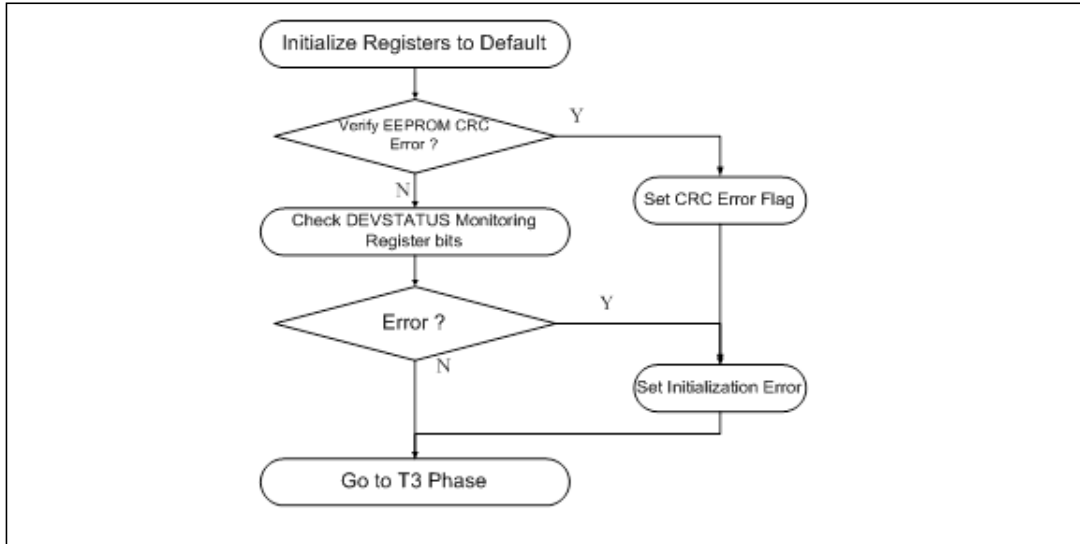 Initialize Registers to Default
Verify EEPROM CRC
Error ?
Y
N
Set CRC Error Flag
Check DEVSTATUS Monitoring
Register bits
Error ?
Y
N
Set Initialization Error
Go to T3 Phase